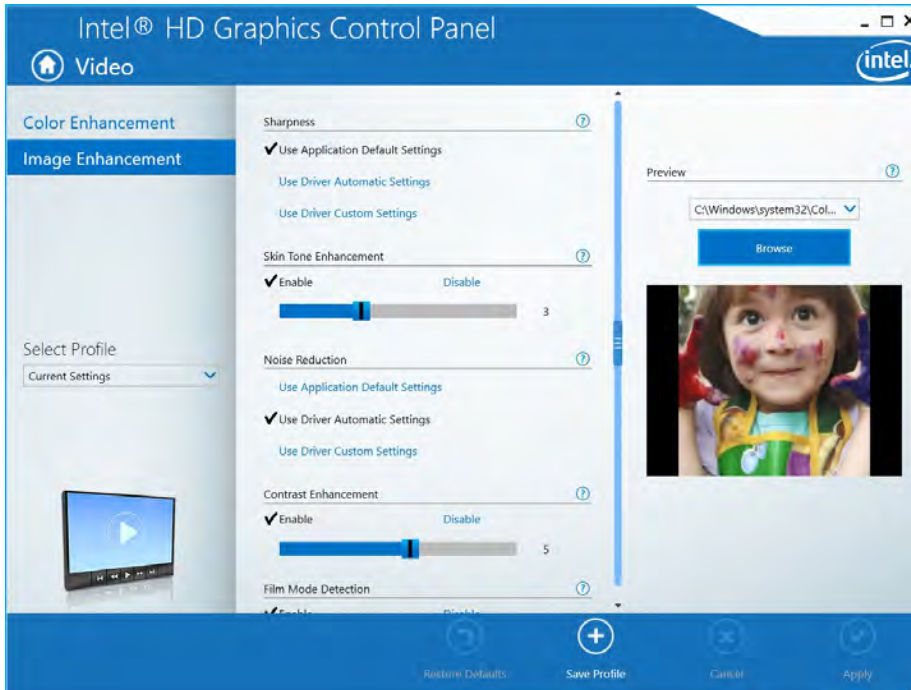 Intel® HD Graphics Control Panel
Video
intel
Color Enhancement
Image Enhancement
Select Profile
Current Settings
Sharpness
Use Application Default Settings
Use Driver Automatic Settings
Use Driver Custom Settings
Skin Tone Enhancement
Enable Disable
3
Noise Reduction
Use Application Default Settings
Use Driver Automatic Settings
Use Driver Custom Settings
Contrast Enhancement
Enable Disable
5
Film Mode Detection
Enable Disable
Preview
C:\Windows\system32\Col...
Browse
Restore Defaults
Save Profile
Cancel
Apply